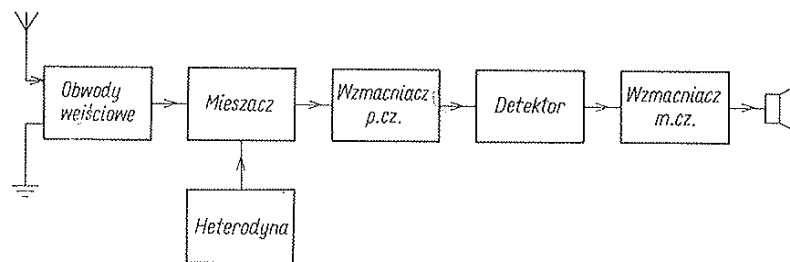 Obwody
wejściowe
Mieszacz
Wzmacniacz
p.cz.
Detektor
Wzmacniacz
m.cz.
Heterodyna